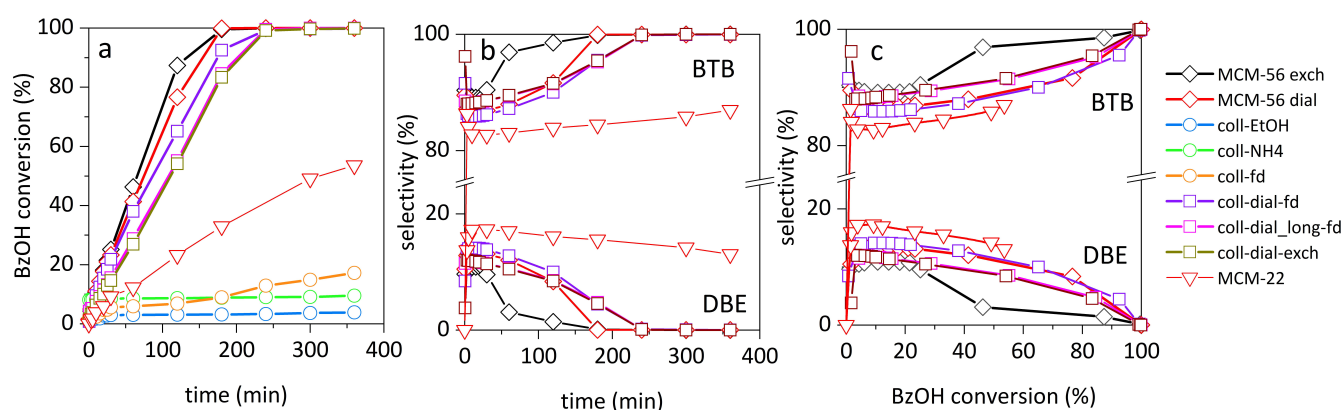 a
BzOH conversion (%)
100
80
60
40
20
0
0
100
200
300
400
time (min)
b
selectivity (%)
100
80
20
0
BTB
DBE
0
100
200
300
400
time (min)
c
selectivity (%)
100
80
20
0
BTB
DBE
0
20
40
60
80
100
BzOH conversion (%)
MCM-56 exch
MCM-56 dial
coll-EtOH
coll-NH4
coll-fd
coll-dial-fd
coll-dial_long-fd
coll-dial-exch
MCM-22